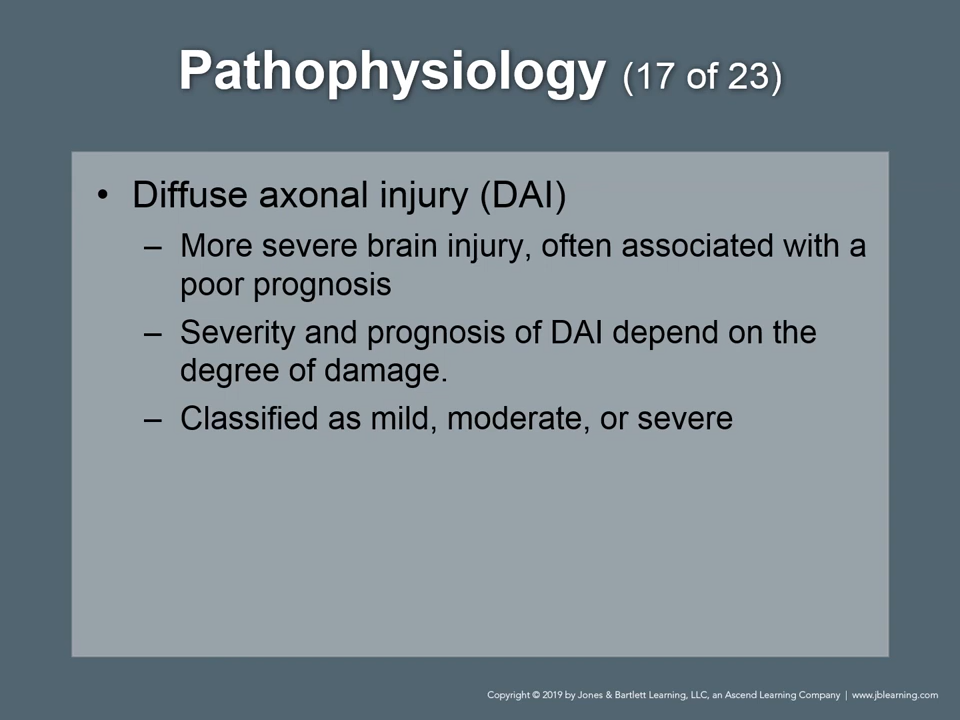 Pathophysiology (17 of 23)
• Diffuse axonal injury (DAI)
– More severe brain injury, often associated with a
poor prognosis
– Severity and prognosis of DAI depend on the
degree of damage.
– Classified as mild, moderate, or severe
Copyright © 2019 by Jones & Bartlett Learning, LLC, an Ascend Learning Company | www.jblearning.com